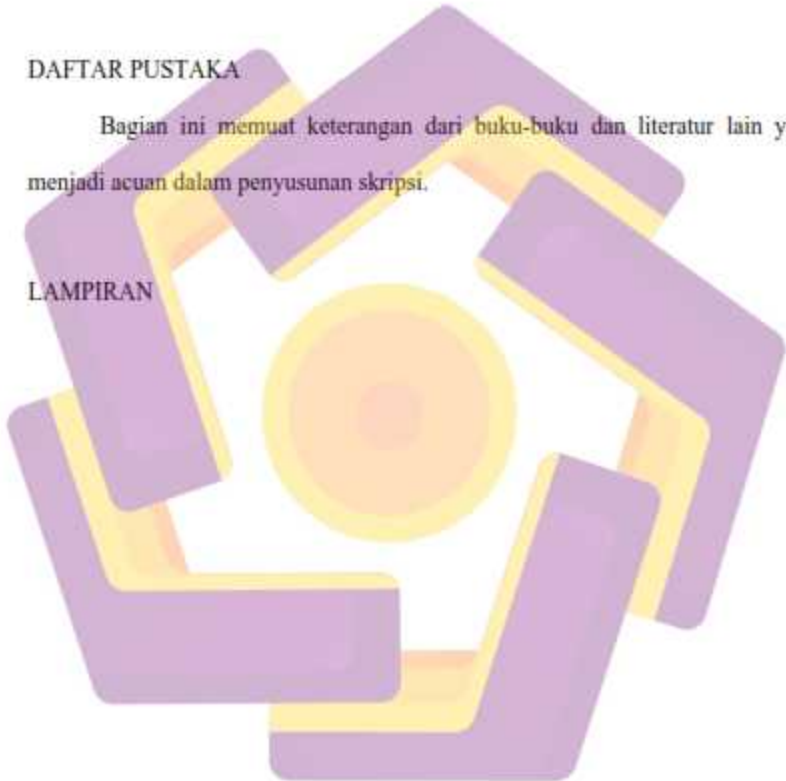 DAFTAR PUSTAKA
Bagian ini memuat keterangan dari buku-buku dan literatur lain y
menjadi acuan dalam penyusunan skripsi.
LAMPIRAN